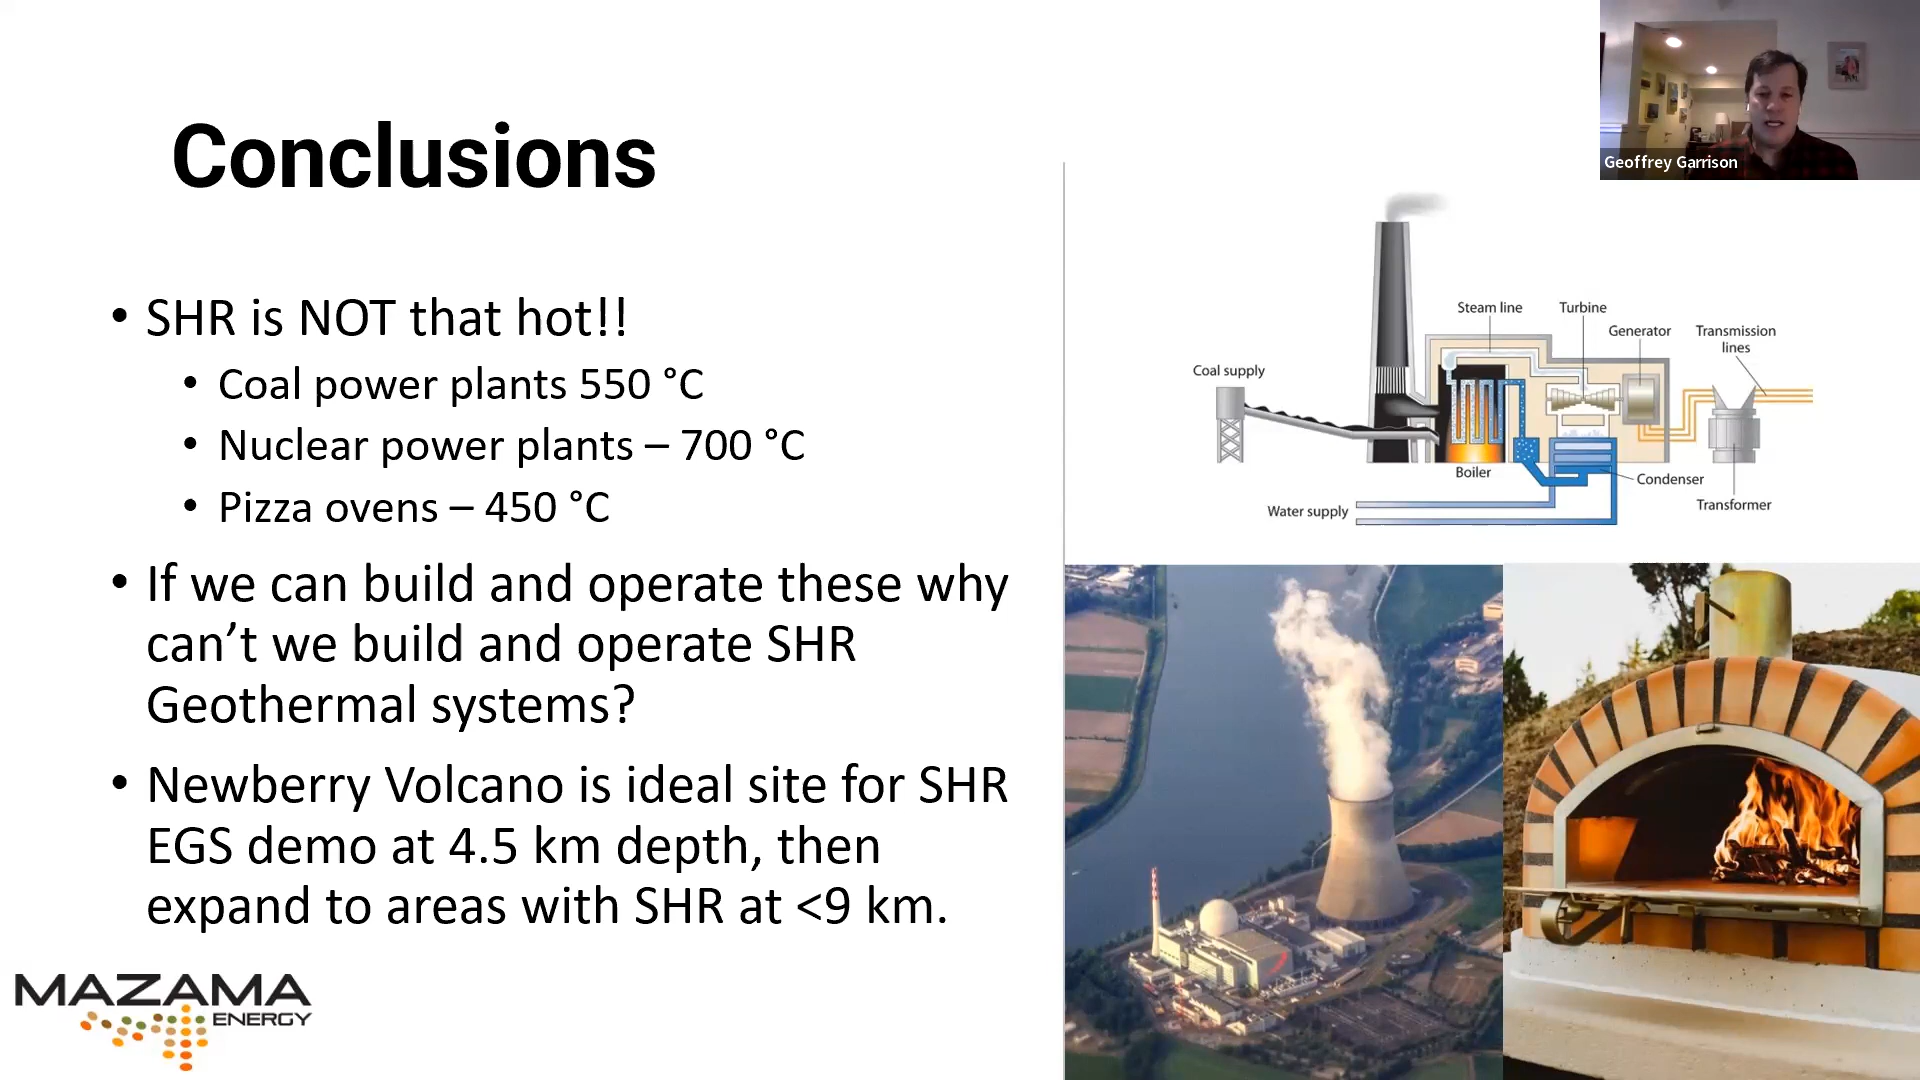 Conclusions
• SHR is NOT that hot!!
• Coal power plants 550 °C
• Nuclear power plants – 700 °C
• Pizza ovens – 450 °C
• If we can build and operate these why
can’t we build and operate SHR
Geothermal systems?
• Newberry Volcano is ideal site for SHR
EGS demo at 4.5 km depth, then
expand to areas with SHR at <9 km.
MAZAMA
ENERGY
Geoffrey Garrison
Steam line
Turbine
Generator
Transmission
lines
Coal supply
Boiler
Condenser
Water supply
Transformer